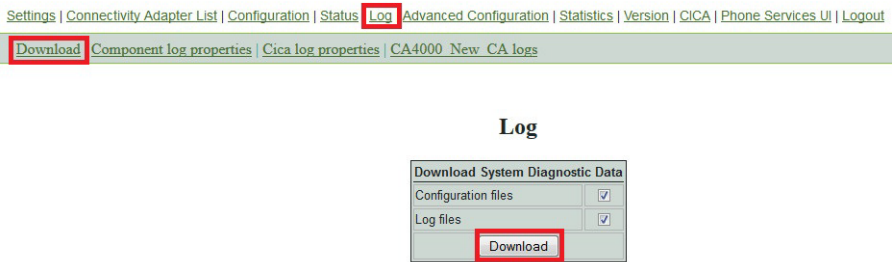 Settings | Connectivity Adapter List | Configuration | Status | Log | Advanced Configuration | Statistics | Version | CICA | Phone Services UI | Logout
Download | Component log properties | Cica log properties | CA4000_New_CA logs
Log
Download System Diagnostic Data
Configuration files
Log files
Download